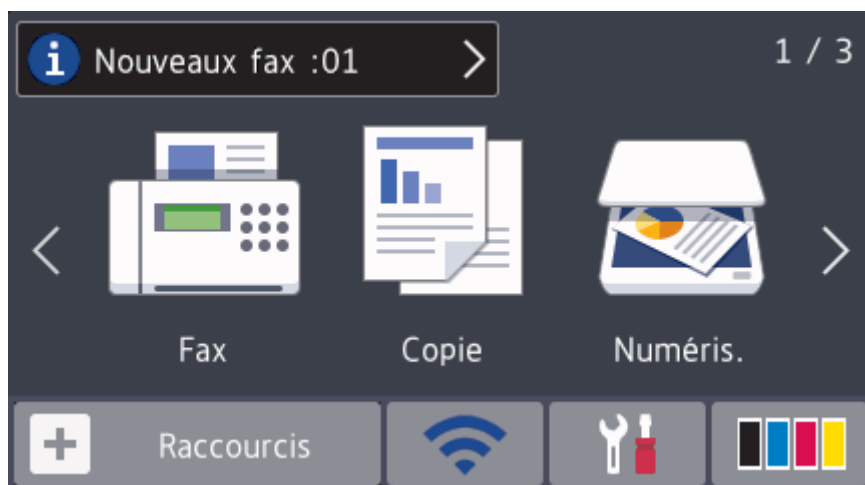 Nouveaux fax :01
1 / 3
Fax
Copie
Numéris.
Raccourcis